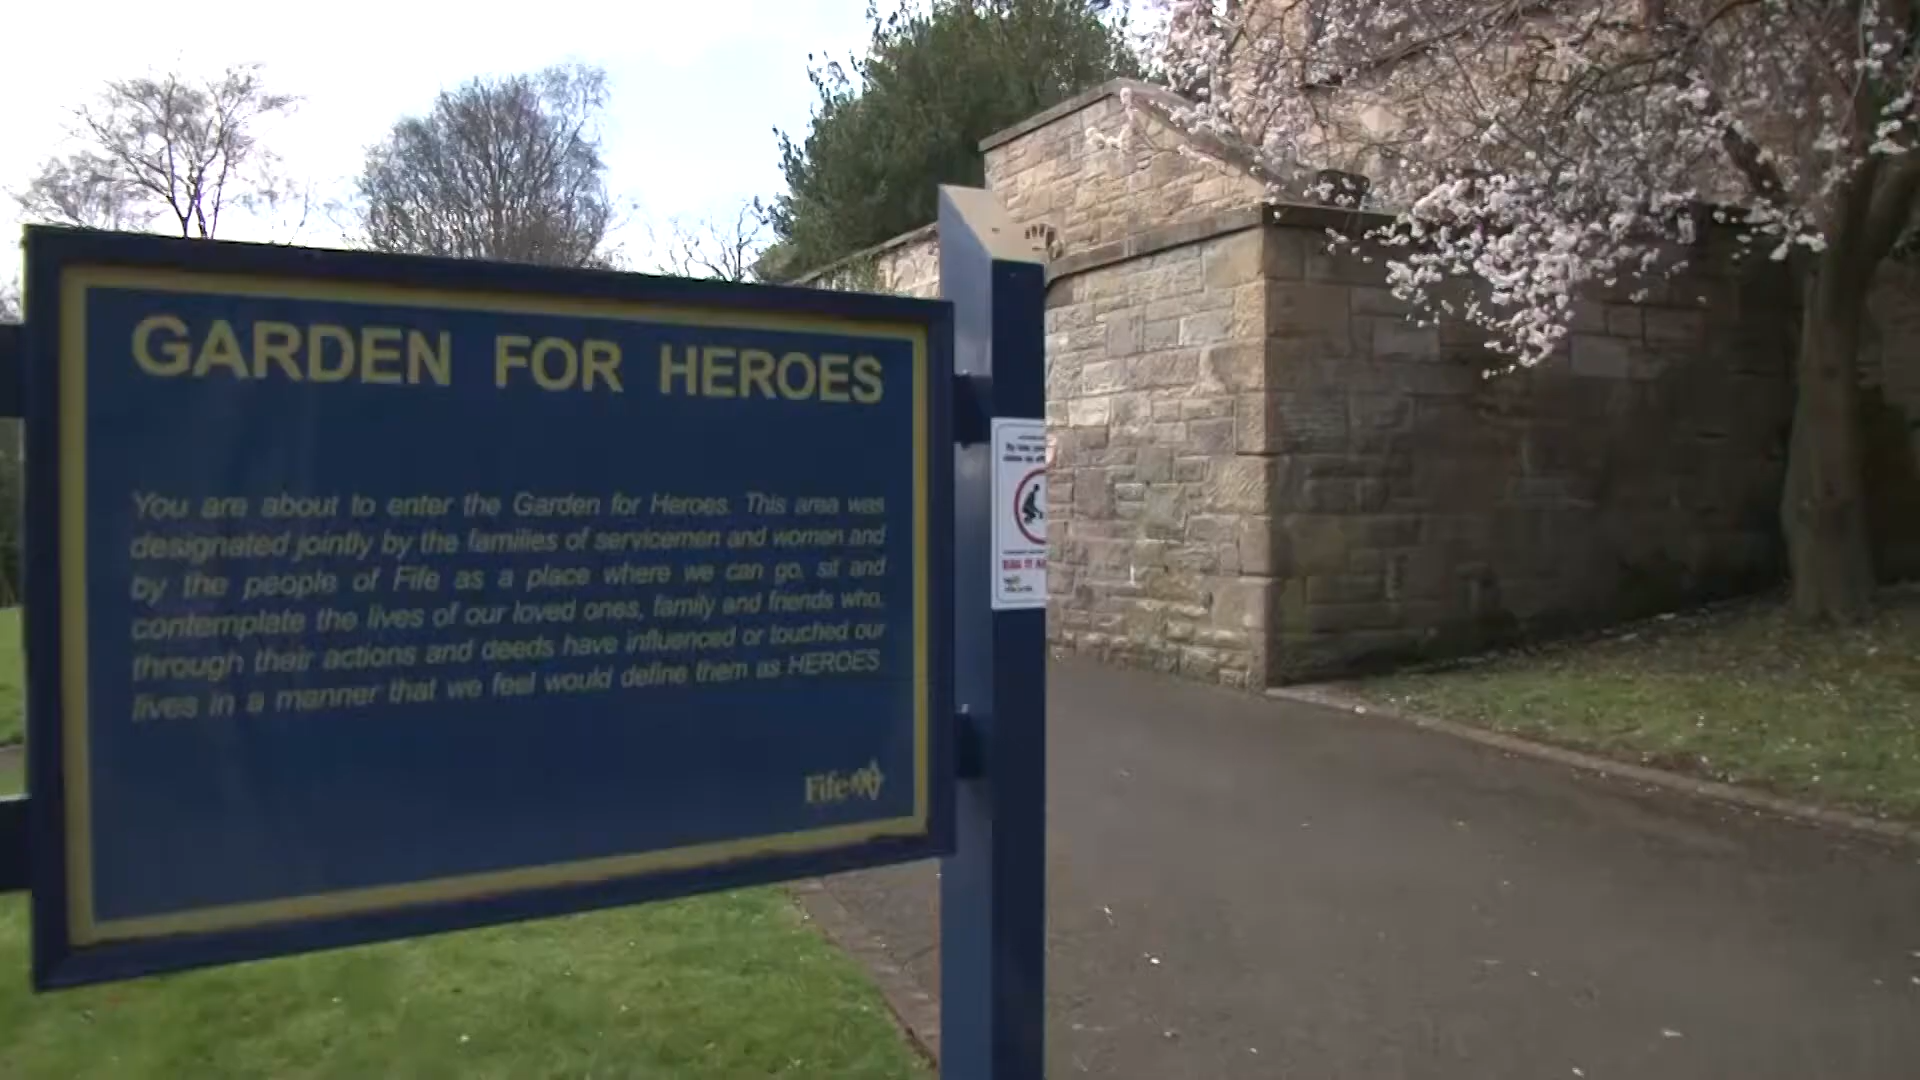 GARDEN FOR HEROES
You are about to enter the Garden for Heroes. This area was
designated jointly by the families of servicemen and women and
by the people of Fife as a place where we can go, sit and
contemplate the lives of our loved ones, family and friends who,
through their actions and deeds have influenced or touched our
lives in a manner that we feel would define them as HEROES
Fife